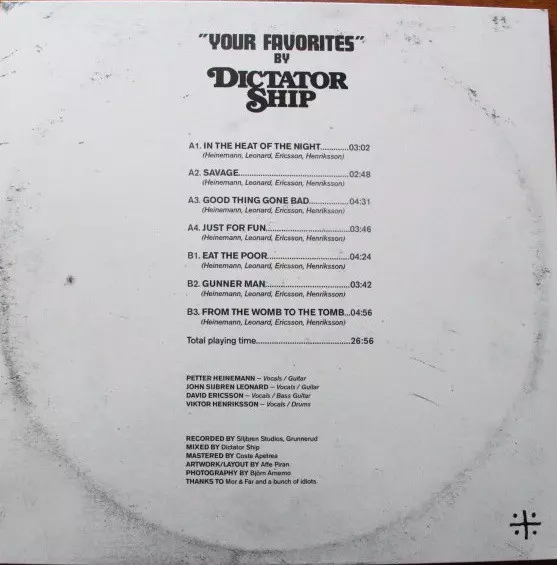 "YOUR FAVORITES"
BY
DICTATOR
SHIP
A1. IN THE HEAT OF THE NIGHT.............03:02
(Heinemann, Leonard, Ericsson, Henriksson)
A2. SAVAGE..........................................02:48
(Heinemann, Leonard, Ericsson, Henriksson)
A3. GOOD THING GONE BAD...............04:31
(Heinemann, Leonard, Ericsson, Henriksson)
A4. JUST FOR FUN................................03:46
(Heinemann, Leonard, Ericsson, Henriksson)
B1. EAT THE POOR................................04:24
(Heinemann, Leonard, Ericsson, Henriksson)
B2. GUNNER MAN................................03:42
(Heinemann, Leonard, Ericsson, Henriksson)
B3. FROM THE WOMB TO THE TOMB...04:56
(Heinemann, Leonard, Ericsson, Henriksson)
Total playing time....................................26:56
PETTER HEINEMANN – Vocals / Guitar
JOHN SUBREN LEONARD – Vocals / Guitar
DAVID ERICSSON – Vocals / Bass Guitar
VIKTOR HENRIKSSON – Vocals / Drums
RECORDED BY Studios, Grunnerud
MIXED BY Dictator Ship
MASTERED BY Coste Apetrea
ARTWORK/LAYOUT BY Affe Piran
PHOTOGRAPHY BY Björn
THANKS TO Mor & Far and a bunch of idiots